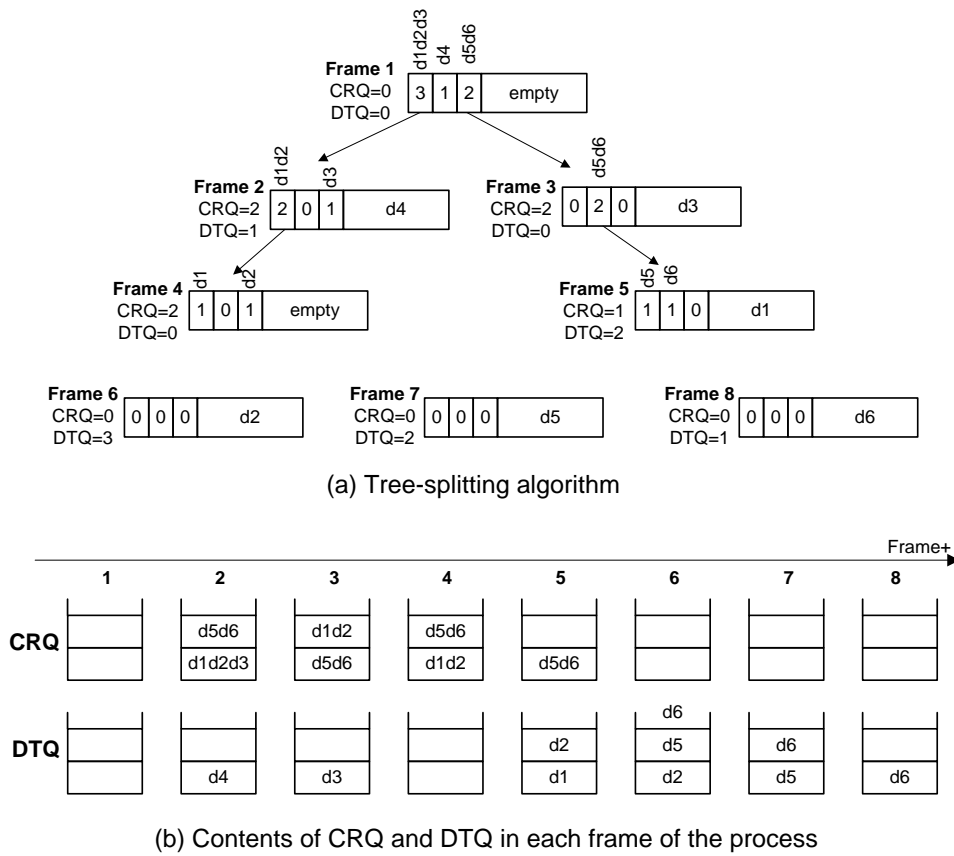 d1d2d3 d4 d5d6
Frame 1
CRQ=0
DTQ=0
3 1 2 empty
d1d2 d3
Frame 2
CRQ=2
DTQ=1
2 0 1 d4
d5d6
Frame 3
CRQ=2
DTQ=0
0 2 0 d3
d1 d2
Frame 4
CRQ=2
DTQ=0
1 0 1 empty
d5 d6
Frame 5
CRQ=1
DTQ=2
1 1 0 d1
Frame 6
CRQ=0
DTQ=3
0 0 0 d2
Frame 7
CRQ=0
DTQ=2
0 0 0 d5
Frame 8
CRQ=0
DTQ=1
0 0 0 d6
(a) Tree-splitting algorithm
Frame+
1 2 3 4 5 6 7 8
CRQ
d5d6 d1d2 d5d6
d1d2d3 d5d6 d1d2 d5d6
DTQ
d6
d2 d5 d6
d4 d3 d1 d2 d5 d6
(b) Contents of CRQ and DTQ in each frame of the process